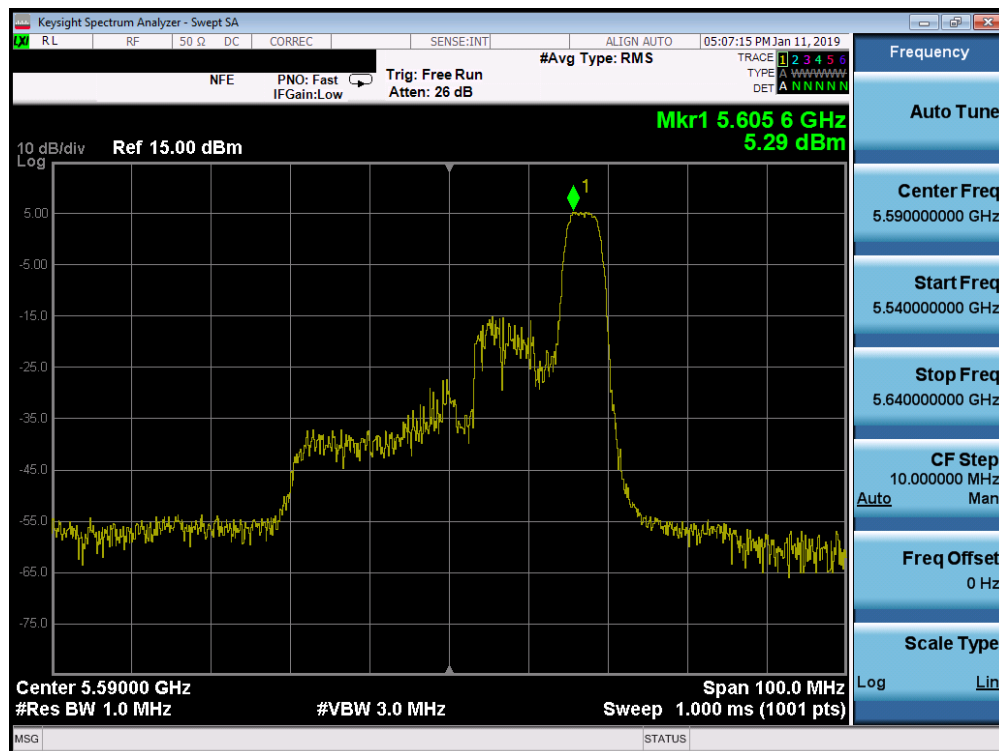 Keysight Spectrum Analyzer - Swept SA
LXI RL RF 50 Ω DC CORREC SENSE:INT ALIGN AUTO 05:07:15 PM Jan 11, 2019
Frequency
#Avg Type: RMS
TRACE 1 2 3 4 5 6
TYPE A WWWWW
DET A N N N N N
NFE
PNO: Fast
IFGain:Low
Trig: Free Run
Atten: 26 dB
Mkr1 5.605 6 GHz
5.29 dBm
10 dB/div
Log
Ref 15.00 dBm
1
5.00
-5.00
-15.0
-25.0
-35.0
-45.0
-55.0
-65.0
-75.0
Center 5.59000 GHz
Span 100.0 MHz
#Res BW 1.0 MHz
#VBW 3.0 MHz
Sweep 1.000 ms (1001 pts)
MSG
STATUS
Auto Tune
Center Freq
5.590000000 GHz
Start Freq
5.540000000 GHz
Stop Freq
5.640000000 GHz
CF Step
10.000000 MHz
Auto Man
Freq Offset
0 Hz
Scale Type
Log Lin